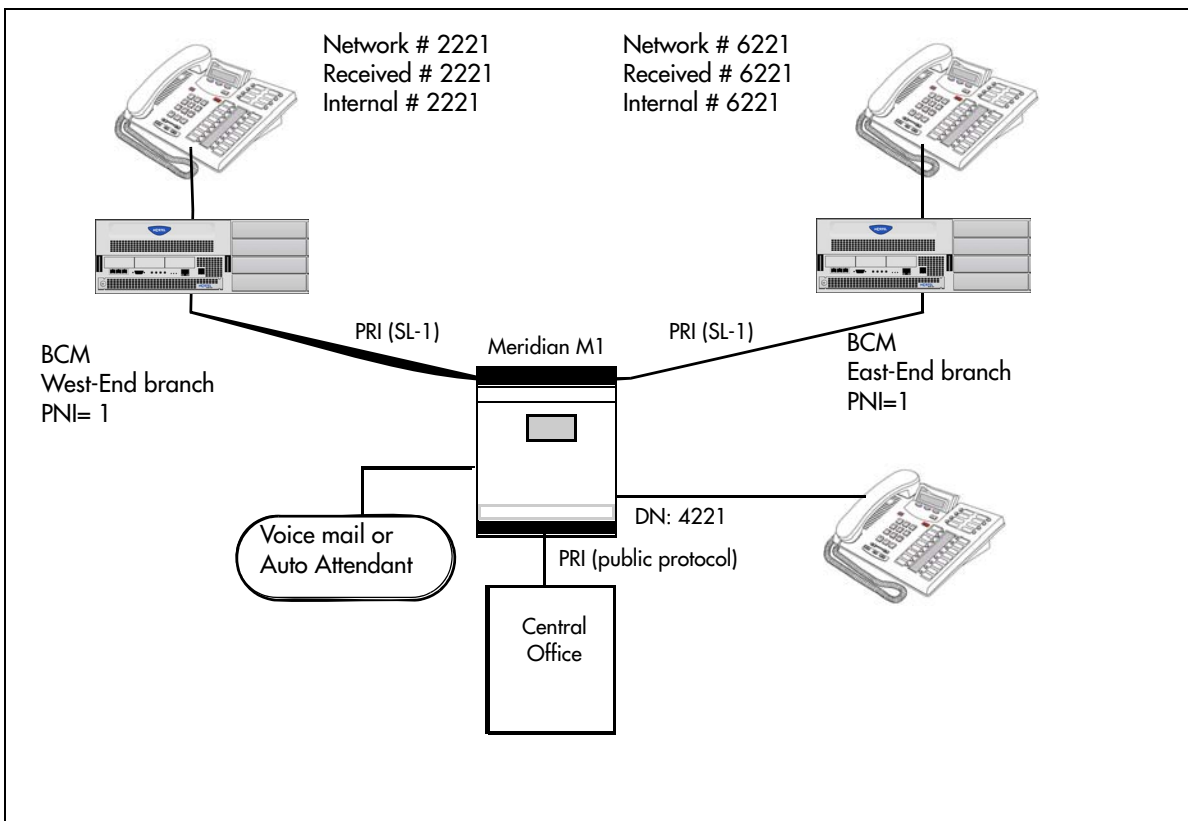 Network # 2221
Received # 2221
Internal # 2221
Network # 6221
Received # 6221
Internal # 6221
PRI (SL-1)
PRI (SL-1)
BCM
West-End branch
PNI= 1
Meridian M1
BCM
East-End branch
PNI=1
DN: 4221
Voice mail or
Auto Attendant
PRI (public protocol)
Central
Office